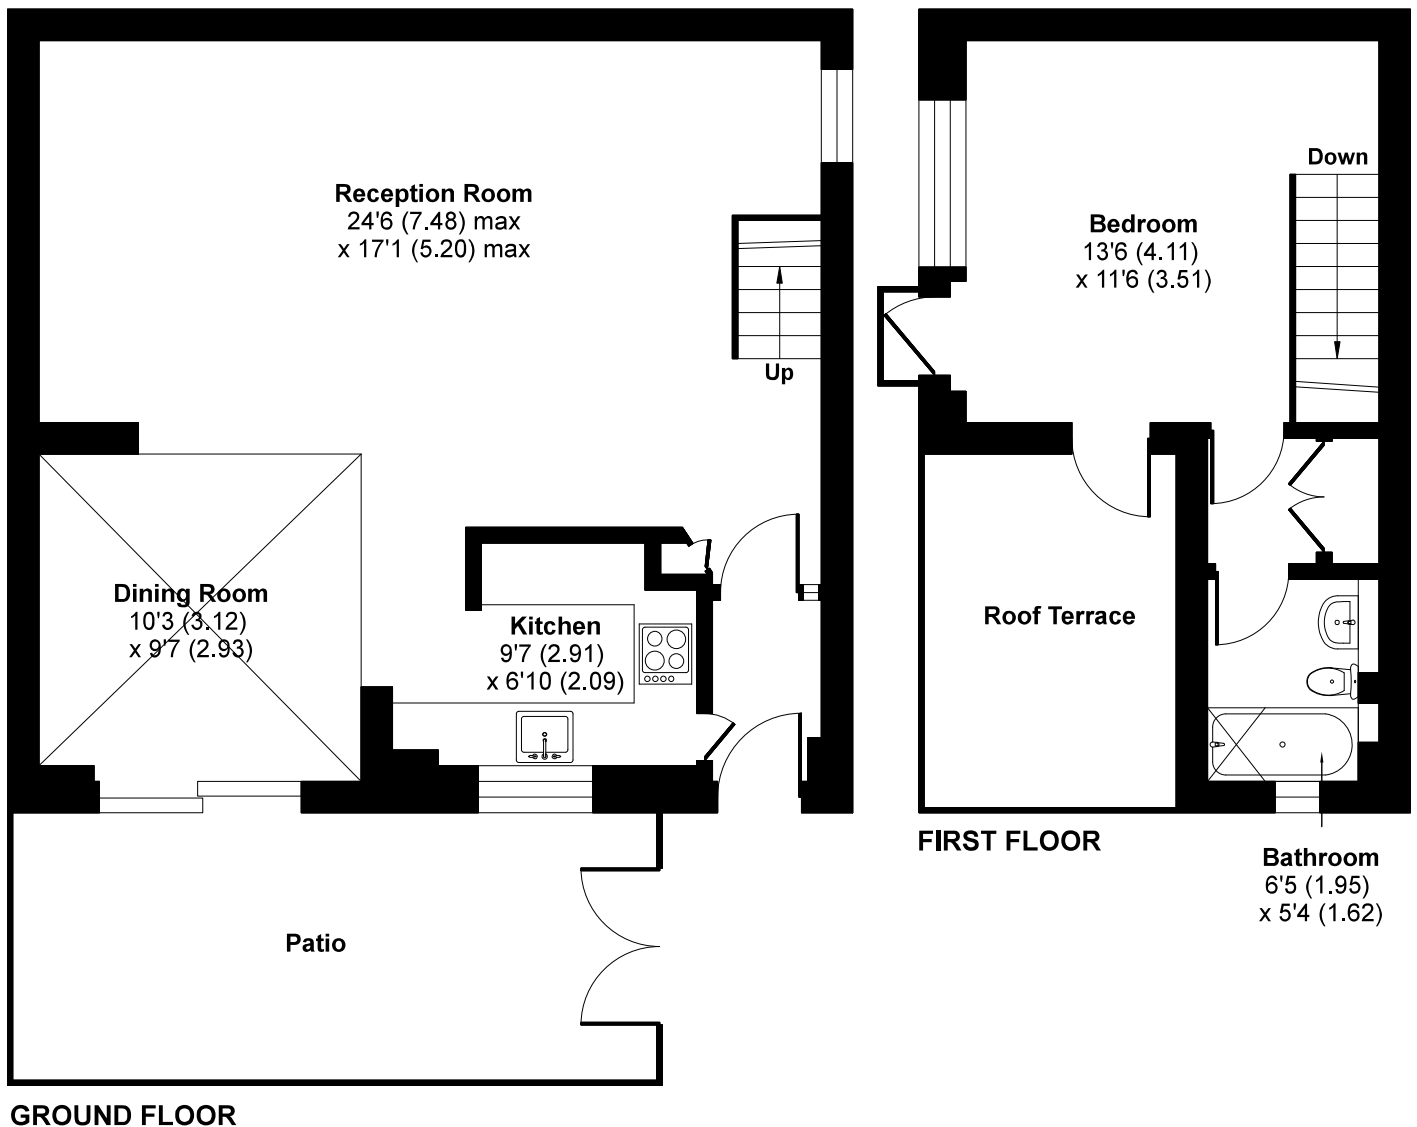 Reception Room
24'6 (7.48) max
x 17'1 (5.20) max
Up
Dining Room
10'3 (3.12)
x 9'7 (2.93)
Kitchen
9'7 (2.91)
x 6'10 (2.09)
Patio
GROUND FLOOR
Down
Bedroom
13'6 (4.11)
x 11'6 (3.51)
Roof Terrace
FIRST FLOOR
Bathroom
6'5 (1.95)
x 5'4 (1.62)